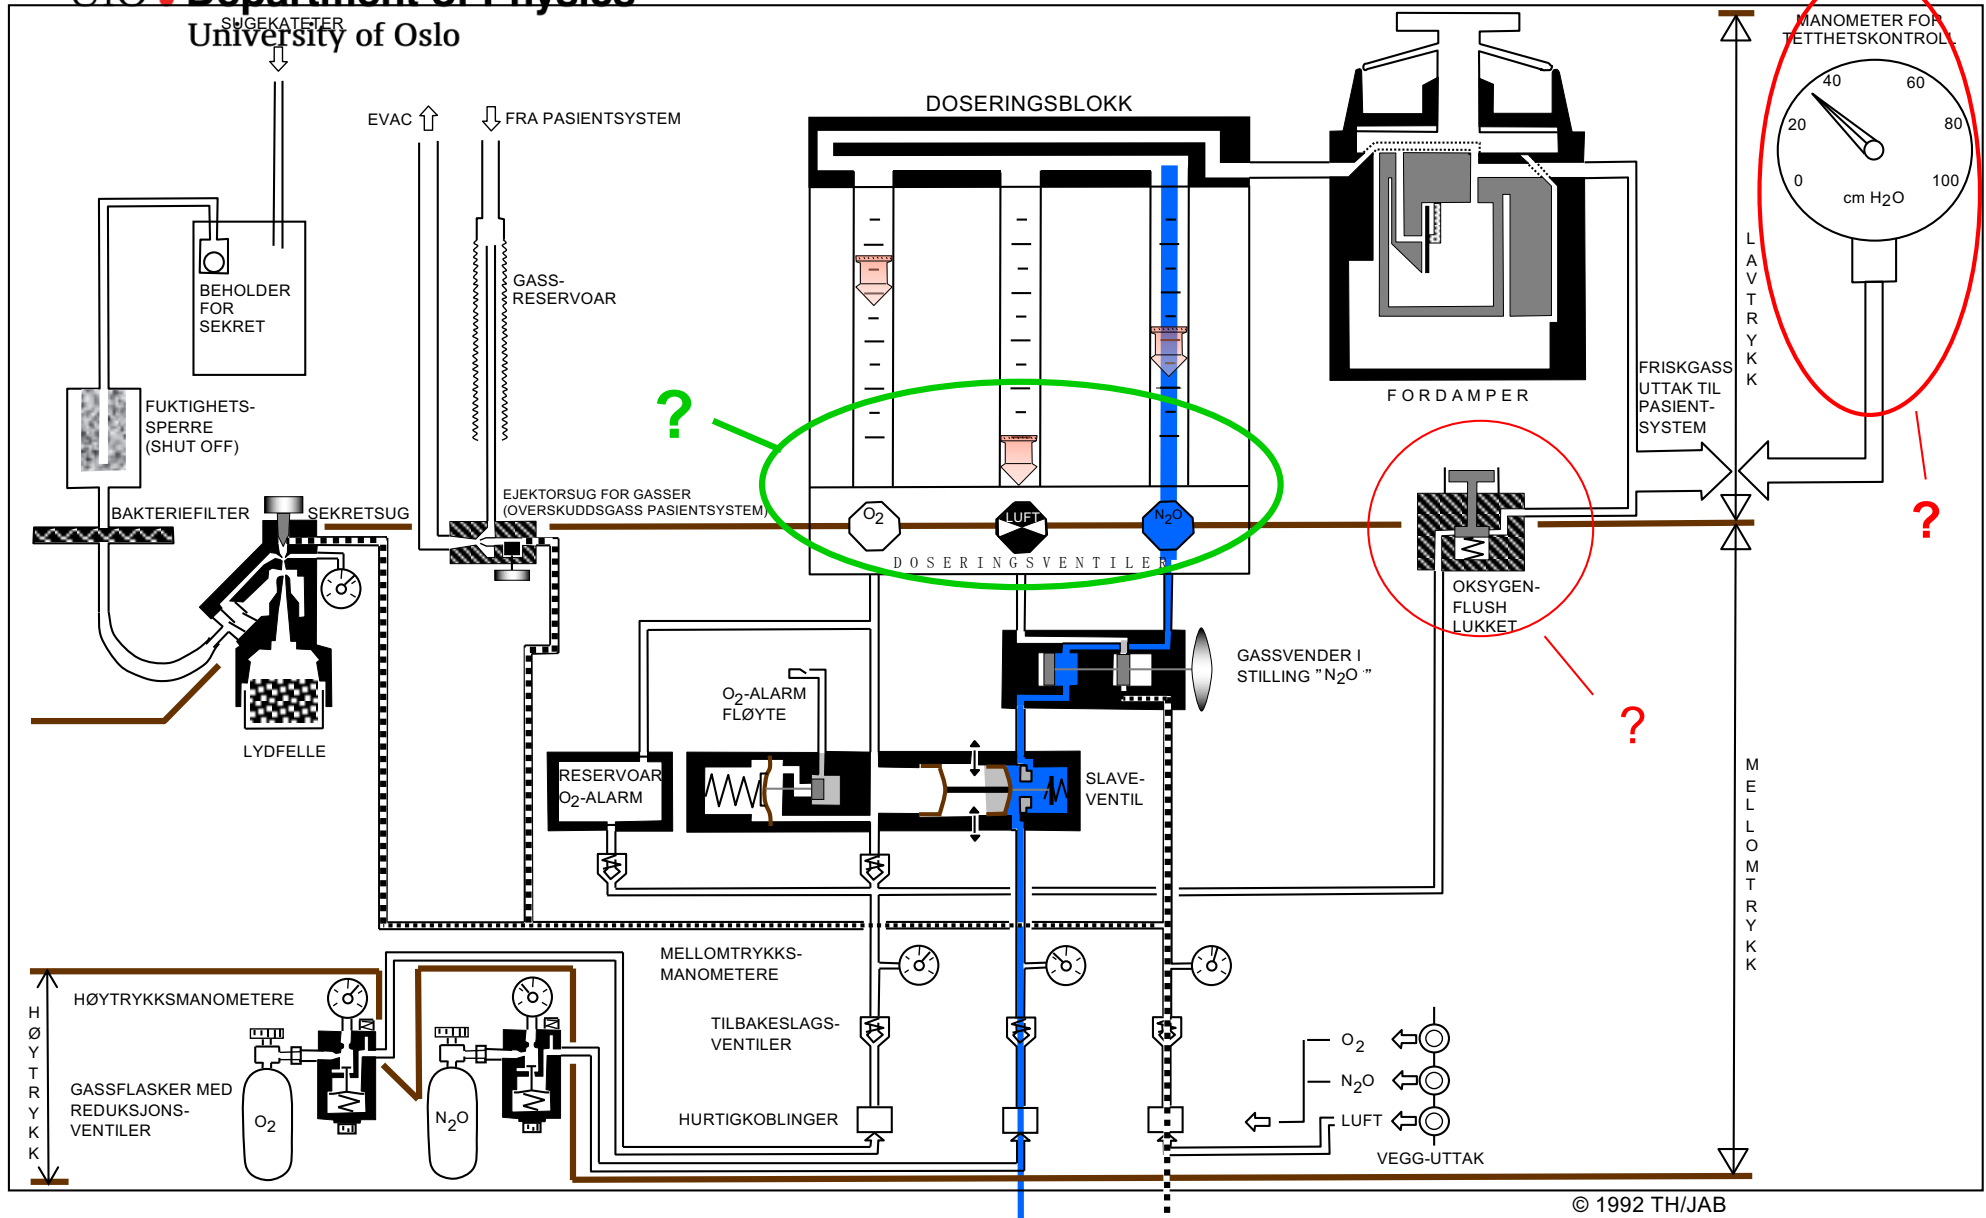 UiO Department of Physics
University of Oslo
SUGEKATETER
EVAC
FRA PASIENTSYSTEM
DOSERINGSBLOKK
MANOMETER FOR
TETTHETSKONTROLL
0
20
40
60
80
100
cm H2O
BEHOLDER
FOR
SEKRET
GASS-
RESERVOAR
LAVTRYKK
FORDAMPER
FRISKGASS
UTTAK TIL
PASIENT-
SYSTEM
?
FUKTIGHETS-
SPERRE
(SHUT OFF)
BAKTERIEFILTER
SEKRETSUG
EJEKTORSUG FOR GASSER
(OVERSKUDDSGASS PASIENTSYSTEM)
O2
LUFT
N2O
DOSERINGSVENTILER
?
OKSYGEN-
FLUSH
LUKKET
?
GASSVENDER I
STILLING "N2O "
O2-ALARM
FLØYTE
LYDFELLE
RESERVOAR
O2-ALARM
SLAVE-
VENTIL
MELLOMTRYKK
MELLOMTRYKKS-
MANOMETERE
HØYTRYKKSMANOMETERE
HØYTRYKK
TILBAKESLAGS-
VENTILER
GASSFLASKER MED
REDUKSJONS-
VENTILER
O2
N2O
HURTIGKOBLINGER
O2
N2O
LUFT
VEGG-UTTAK
© 1992 TH/JAB